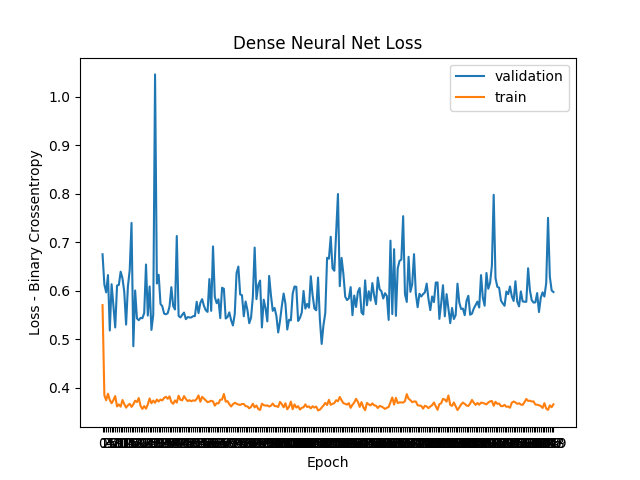 Dense Neural Net Loss
validation
train
1.0
0.9
0.8
0.7
0.6
0.5
0.4
Loss - Binary Crossentropy
Epoch